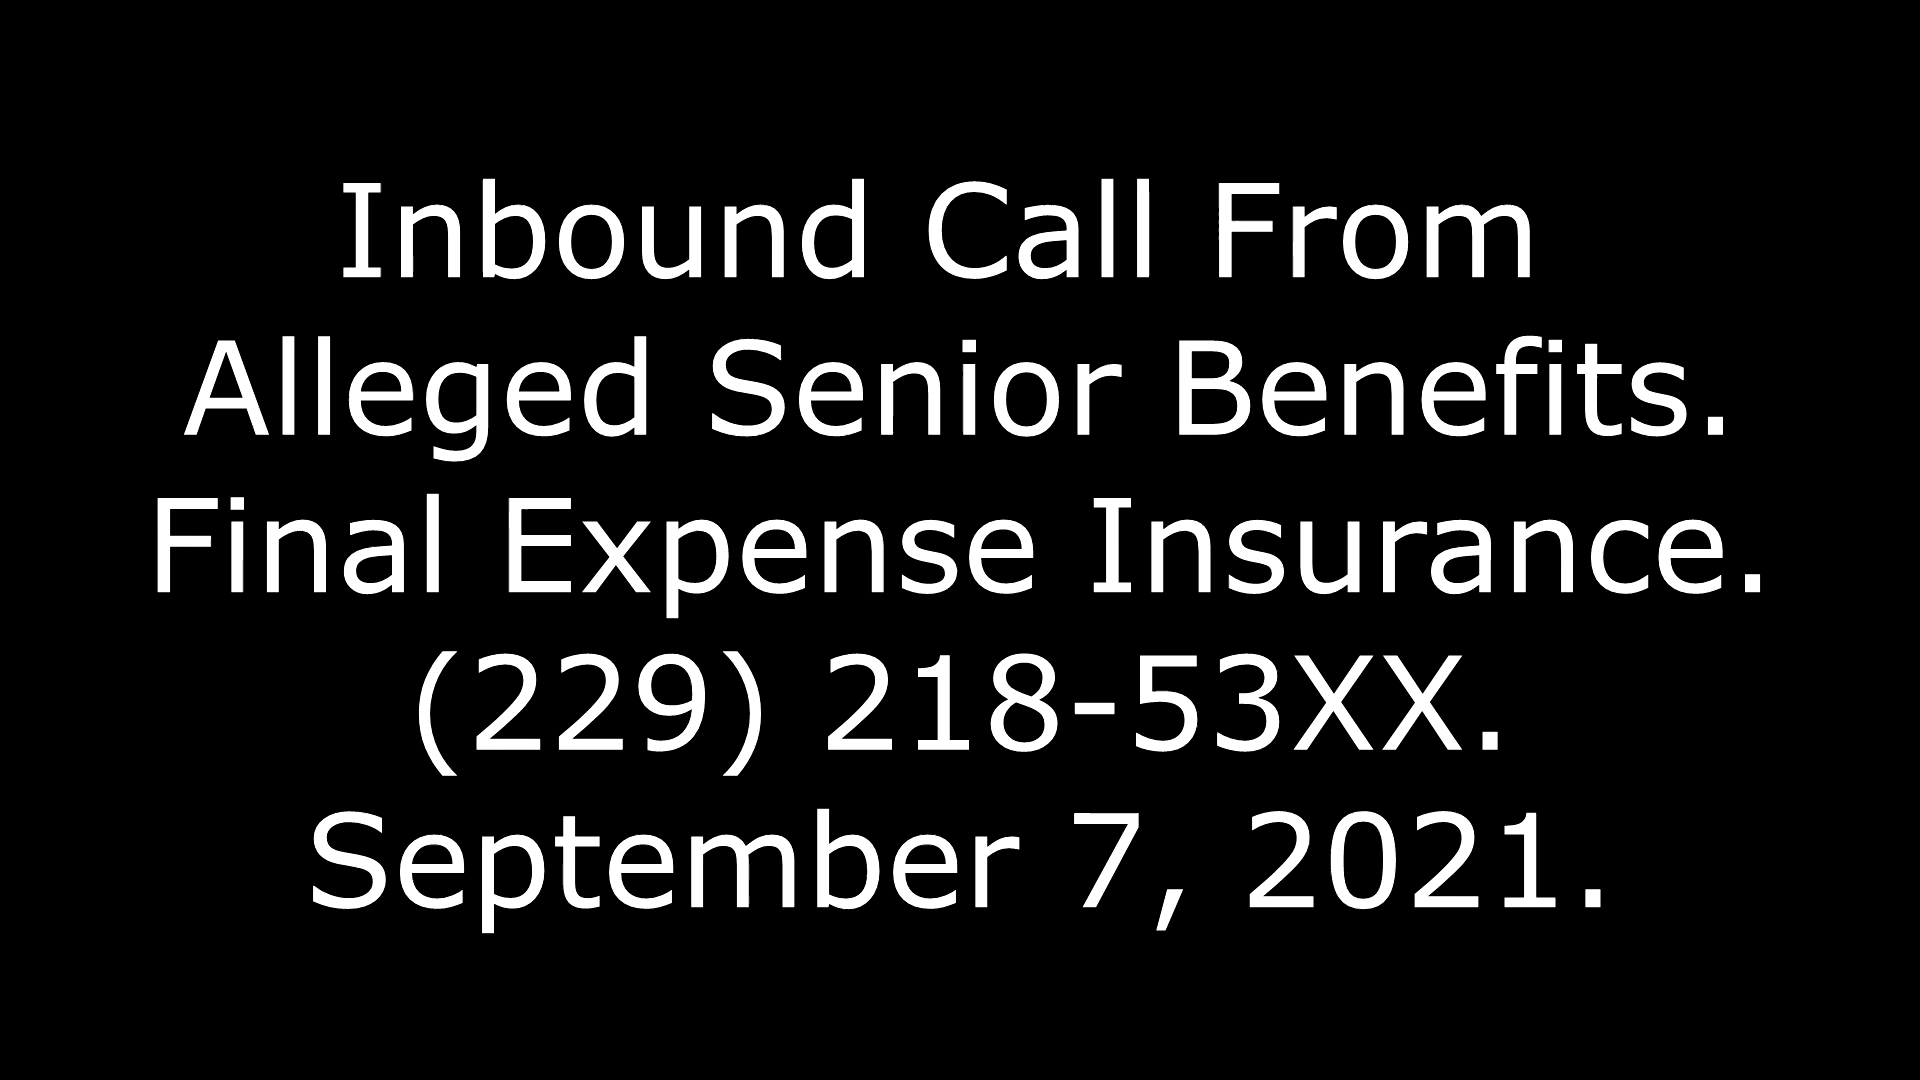 Inbound Call From
Alleged Senior Benefits.
Final Expense Insurance.
(229) 218-53XX.
September 7, 2021.